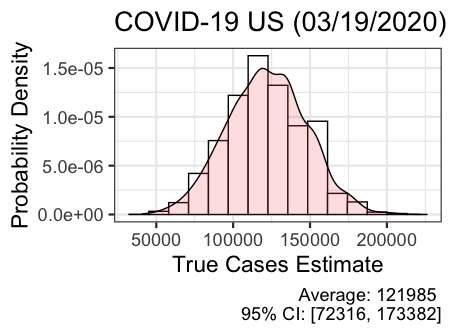 COVID-19 US (03/19/2020)
Probability Density
1.5e-05
1.0e-05
5.0e-06
0.0e+00
50000 100000 150000 200000
True Cases Estimate
Average: 121985
95% CI: [72316, 173382]